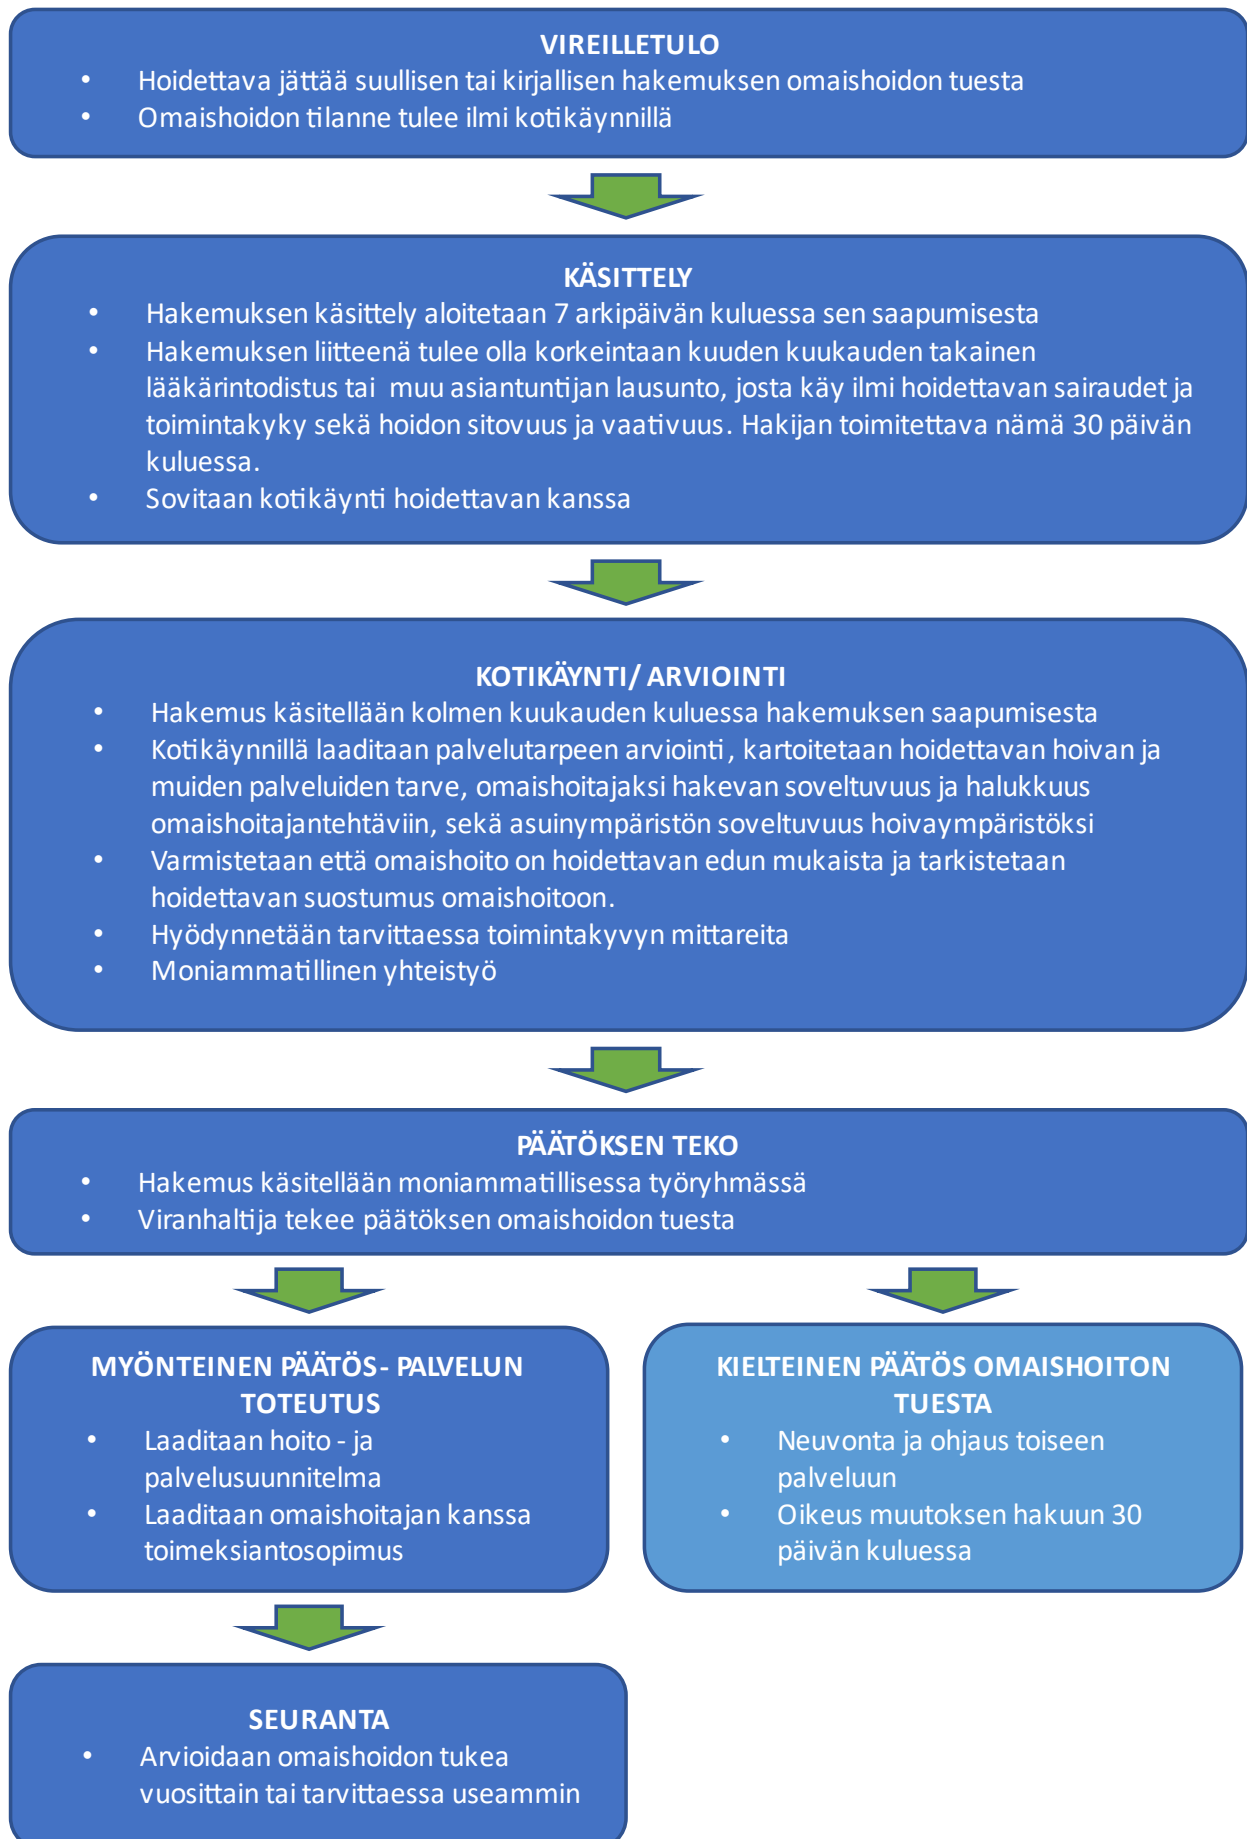 VIREILLETULO
• Hoidettava jättää suullisen tai kirjallisen hakemuksen omaishoidon tuesta
• Omaishoidon tilanne tulee ilmi kotikäynnillä
KÄSITTELY
• Hakemuksen käsittely aloitetaan 7 arkipäivän kuluessa sen saapumisesta
• Hakemuksen liitteenä tulee olla korkeintaan kuuden kuukauden takainen
lääkärintodistus tai muu asiantuntijan lausunto, josta käy ilmi hoidettavan sairaudet ja
toimintakyky sekä hoidon sitovuus ja vaativuus. Hakijan toimitettava nämä 30 päivän
kuluessa.
• Sovitaan kotikäynti hoidettavan kanssa
KOTIKÄYNTI/ ARVIOINTI
• Hakemus käsitellään kolmen kuukauden kuluessa hakemuksen saapumisesta
• Kotikäynnillä laaditaan palvelutarpeen arviointi, kartoitetaan hoidettavan hoivan ja
muiden palveluiden tarve, omaishoitajaksi hakevan soveltuvuus ja halukkuus
omaishoitajantehtäviin, sekä asuinympäristön soveltuvuus hoivaympäristöksi
• Varmistetaan että omaishoito on hoidettavan edun mukaista ja tarkistetaan
hoidettavan suostumus omaishoitoon.
• Hyödynnetään tarvittaessa toimintakyvyn mittareita
• Moniammatillinen yhteistyö
PÄÄTÖKSEN TEKO
• Hakemus käsitellään moniammatillisessa työryhmässä
• Viranhaltija tekee päätöksen omaishoidon tuesta
MYÖNTEINEN PÄÄTÖS- PALVELUN
TOTEUTUS
• Laaditaan hoito - ja
palvelusuunnitelma
• Laaditaan omaishoitajan kanssa
toimeksiantosopimus
KIELTEINEN PÄÄTÖS OMAISHOITON
TUESTA
• Neuvonta ja ohjaus toiseen
palveluun
• Oikeus muutoksen hakuun 30
päivän kuluessa
SEURANTA
• Arvioidaan omaishoidon tukea
vuosittain tai tarvittaessa useammin